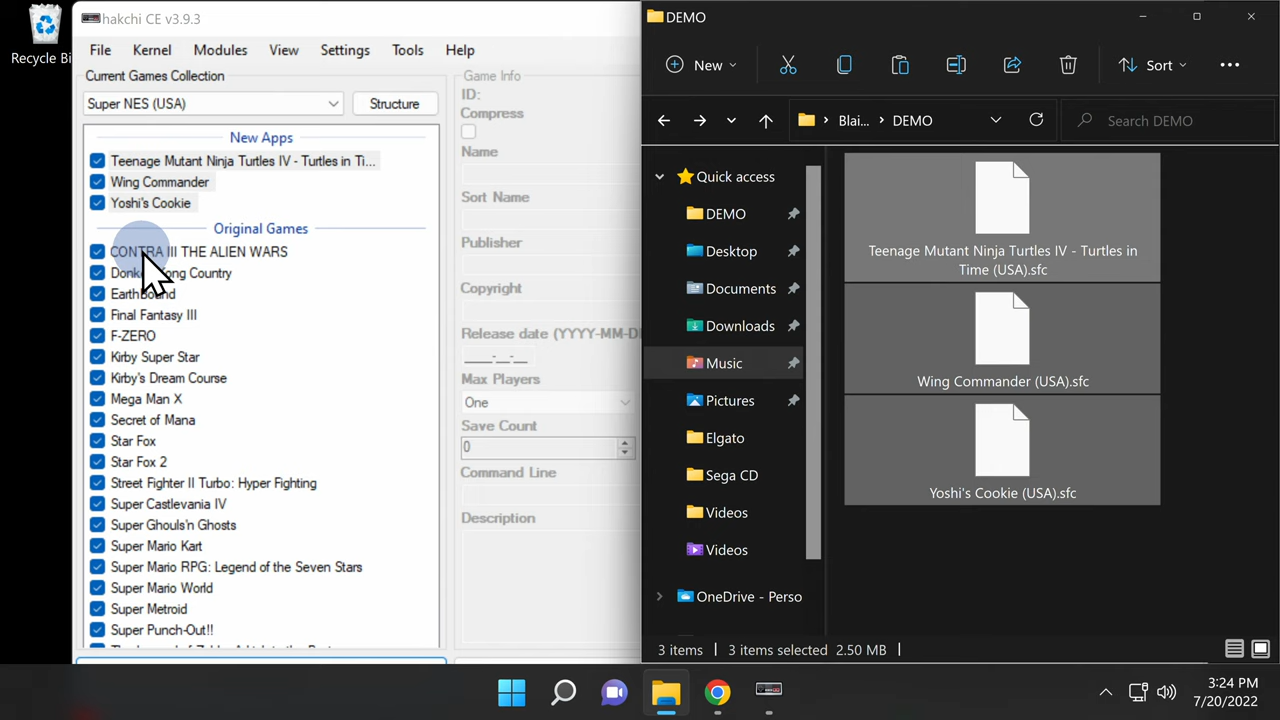 Recycle Bi
hakchi CE v3.9.3
File Kernel Modules View Settings Tools Help
Current Games Collection
Super NES (USA)
Structure
New Apps
Teenage Mutant Ninja Turtles IV - Turtles in Ti...
Wing Commander
Yoshi's Cookie
Original Games
CONTRA III THE ALIEN WARS
Donkey Kong Country
EarthBound
Final Fantasy III
F-ZERO
Kirby Super Star
Kirby's Dream Course
Mega Man X
Secret of Mana
Star Fox
Star Fox 2
Street Fighter II Turbo: Hyper Fighting
Super Castlevania IV
Super Ghouls'n Ghosts
Super Mario Kart
Super Mario RPG: Legend of the Seven Stars
Super Mario World
Super Metroid
Super Punch-Out!!
Game Info
ID:
Compress
Name
Sort Name
Publisher
Copyright
Release date (YYYY-MM-D
____-__-__
Max Players
One
Save Count
0
Command Line
Description
DEMO
New
Sort
Blai... DEMO
Search DEMO
Quick access
DEMO
Desktop
Documents
Downloads
Music
Pictures
Elgato
Sega CD
Videos
Videos
OneDrive - Perso
Teenage Mutant Ninja Turtles IV - Turtles in
Time (USA).sfc
Wing Commander (USA).sfc
Yoshi's Cookie (USA).sfc
3 items 3 items selected 2.50 MB
3:24 PM
7/20/2022